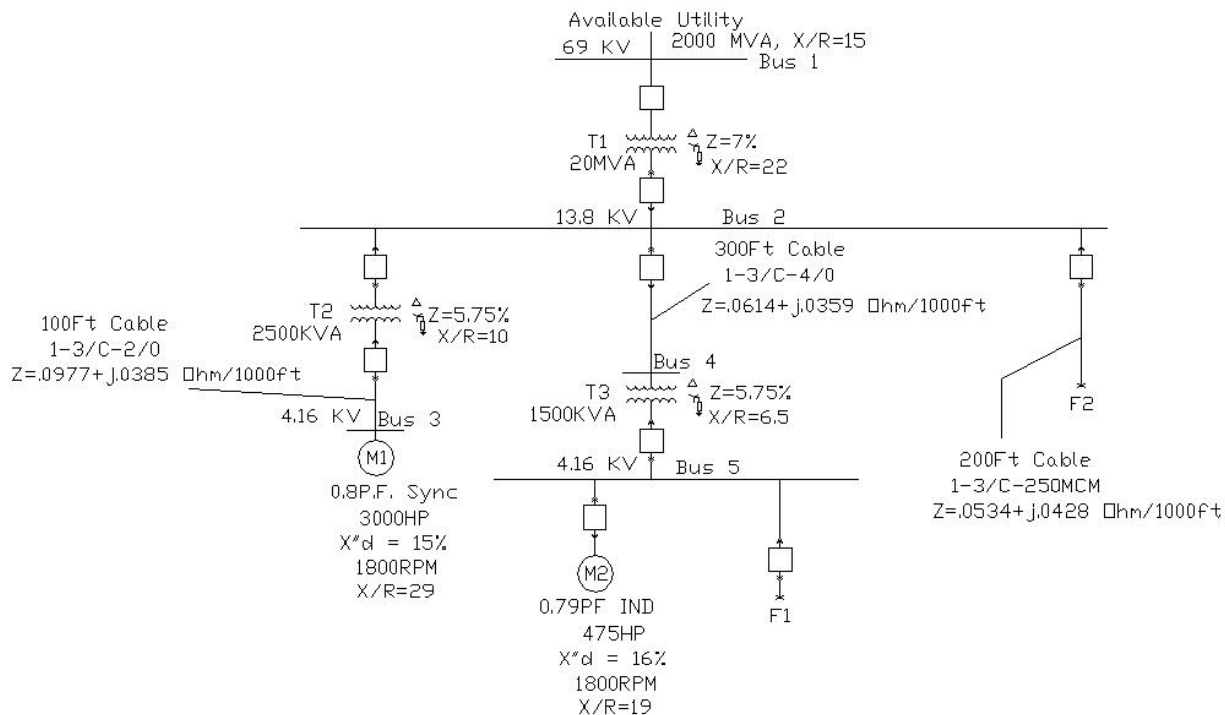 Available Utility
69 KV
2000 MVA, X/R=15
Bus 1
T1
20MVA
Z=7%
X/R=22
13.8 KV
Bus 2
300Ft Cable
1-3/C-4/0
Z=.0614+j.0359 Ohm/1000ft
T2
2500KVA
Z=5.75%
X/R=10
100Ft Cable
1-3/C-2/0
Z=.0977+j.0385 Ohm/1000ft
4.16 KV
Bus 3
M1
0.8P.F. Sync
3000HP
X"d = 15%
1800RPM
X/R=29
Bus 4
T3
1500KVA
Z=5.75%
X/R=6.5
4.16 KV
Bus 5
M2
0.79PF IND
475HP
X"d = 16%
1800RPM
X/R=19
F1
F2
200Ft Cable
1-3/C-250MCM
Z=.0534+j.0428 Ohm/1000ft